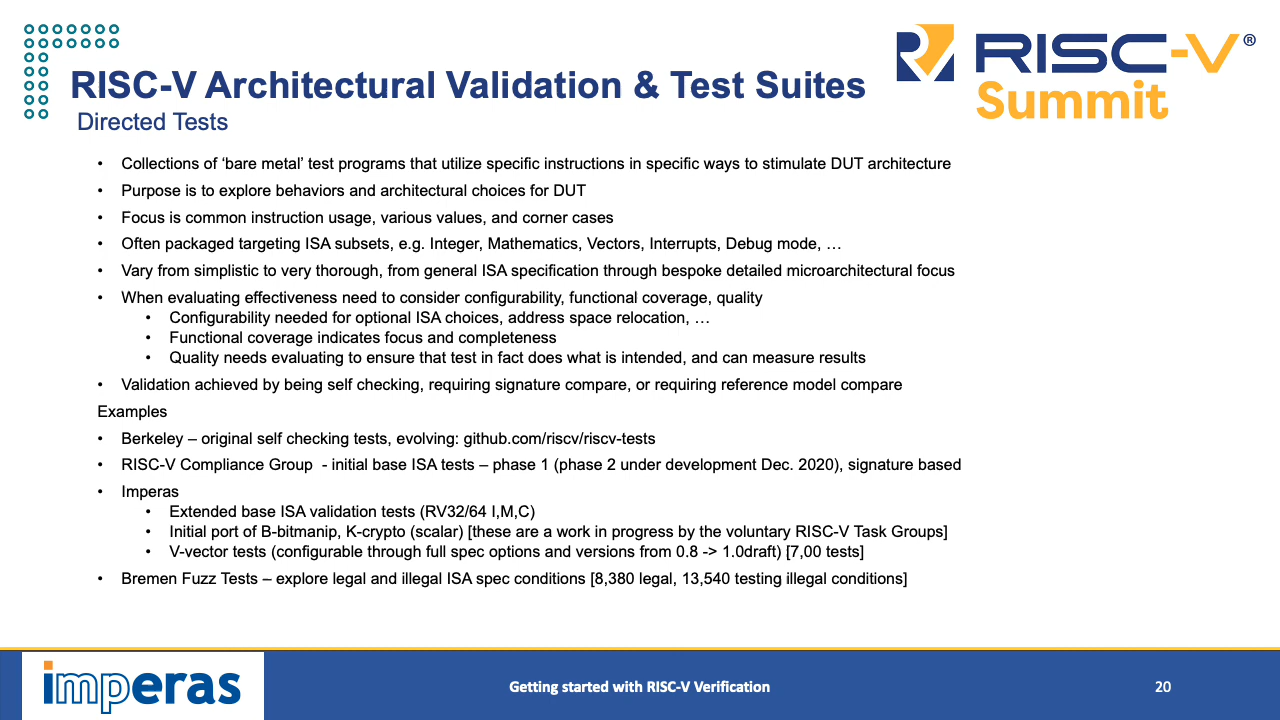 RISC-V®
Summit
RISC-V Architectural Validation & Test Suites
Directed Tests
• Collections of ‘bare metal’ test programs that utilize specific instructions in specific ways to stimulate DUT architecture
• Purpose is to explore behaviors and architectural choices for DUT
• Focus is common instruction usage, various values, and corner cases
• Often packaged targeting ISA subsets, e.g. Integer, Mathematics, Vectors, Interrupts, Debug mode, …
• Vary from simplistic to very thorough, from general ISA specification through bespoke detailed microarchitectural focus
• When evaluating effectiveness need to consider configurability, functional coverage, quality
• Configurability needed for optional ISA choices, address space relocation, …
• Functional coverage indicates focus and completeness
• Quality needs evaluating to ensure that test in fact does what is intended, and can measure results
• Validation achieved by being self checking, requiring signature compare, or requiring reference model compare
Examples
• Berkeley – original self checking tests, evolving: github.com/riscv/riscv-tests
• RISC-V Compliance Group - initial base ISA tests – phase 1 (phase 2 under development Dec. 2020), signature based
• Imperas
• Extended base ISA validation tests (RV32/64 I,M,C)
• Initial port of B-bitmanip, K-crypto (scalar) [these are a work in progress by the voluntary RISC-V Task Groups]
• V-vector tests (configurable through full spec options and versions from 0.8 -> 1.0draft) [7,00 tests]
• Bremen Fuzz Tests – explore legal and illegal ISA spec conditions [8,380 legal, 13,540 testing illegal conditions]
imperas
Getting started with RISC-V Verification
20